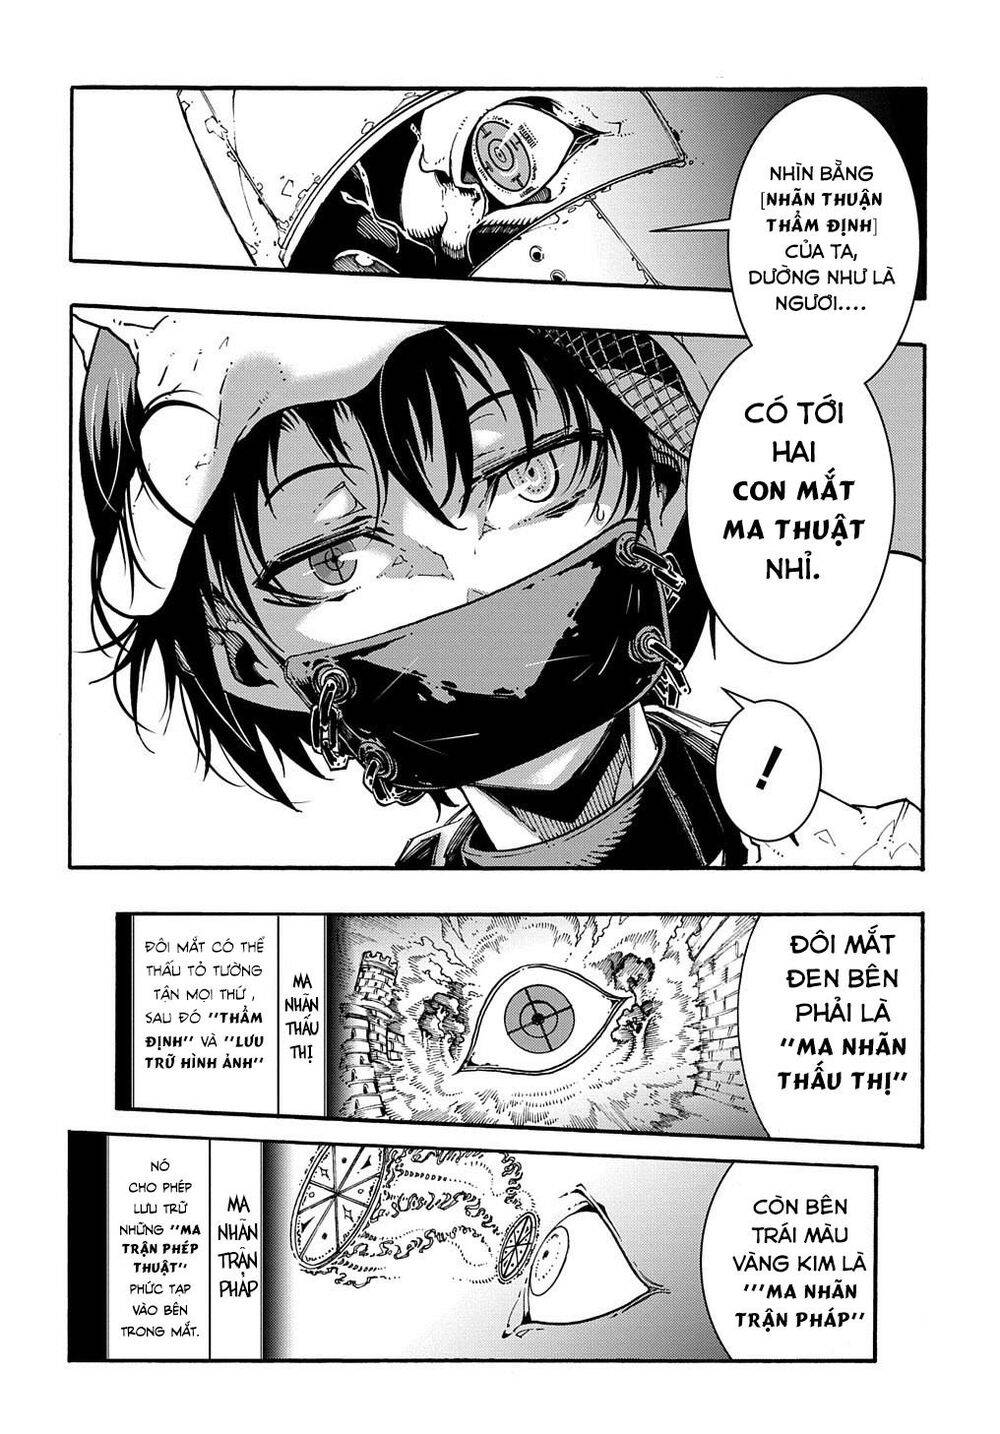 NHÌN BẰNG
[NHÃN THUẬN
THẨM ĐỊNH]
CỦA TA,
DƯỜNG NHƯ LÀ
NGƯƠI....
CÓ TỚI
HAI
CON MẮT
MA THUẬT
NHỈ.
!
ĐÔI MẮT
ĐEN BÊN
PHẢI LÀ
"MA NHÃN
THẤU THỊ"
MA
NHÃN
THẤU
THỊ
ĐÔI MẮT CÓ THỂ
THẤU TỎ TƯỜNG
TẬN MỌI THỨ ,
SAU ĐÓ "THẨM
ĐỊNH" VÀ "LƯU
TRỮ HÌNH ẢNH"
CÒN BÊN
TRÁI MÀU
VÀNG KIM LÀ
'"MA NHÃN
TRẬN PHÁP"
MA
NHÃN
TRẬN
PHÁP
NÓ
CHO PHÉP
LƯU TRỮ
NHỮNG "MA
TRẬN PHÉP
THUẬT"
PHỨC TẠP
VÀO BÊN
TRONG MẮT.